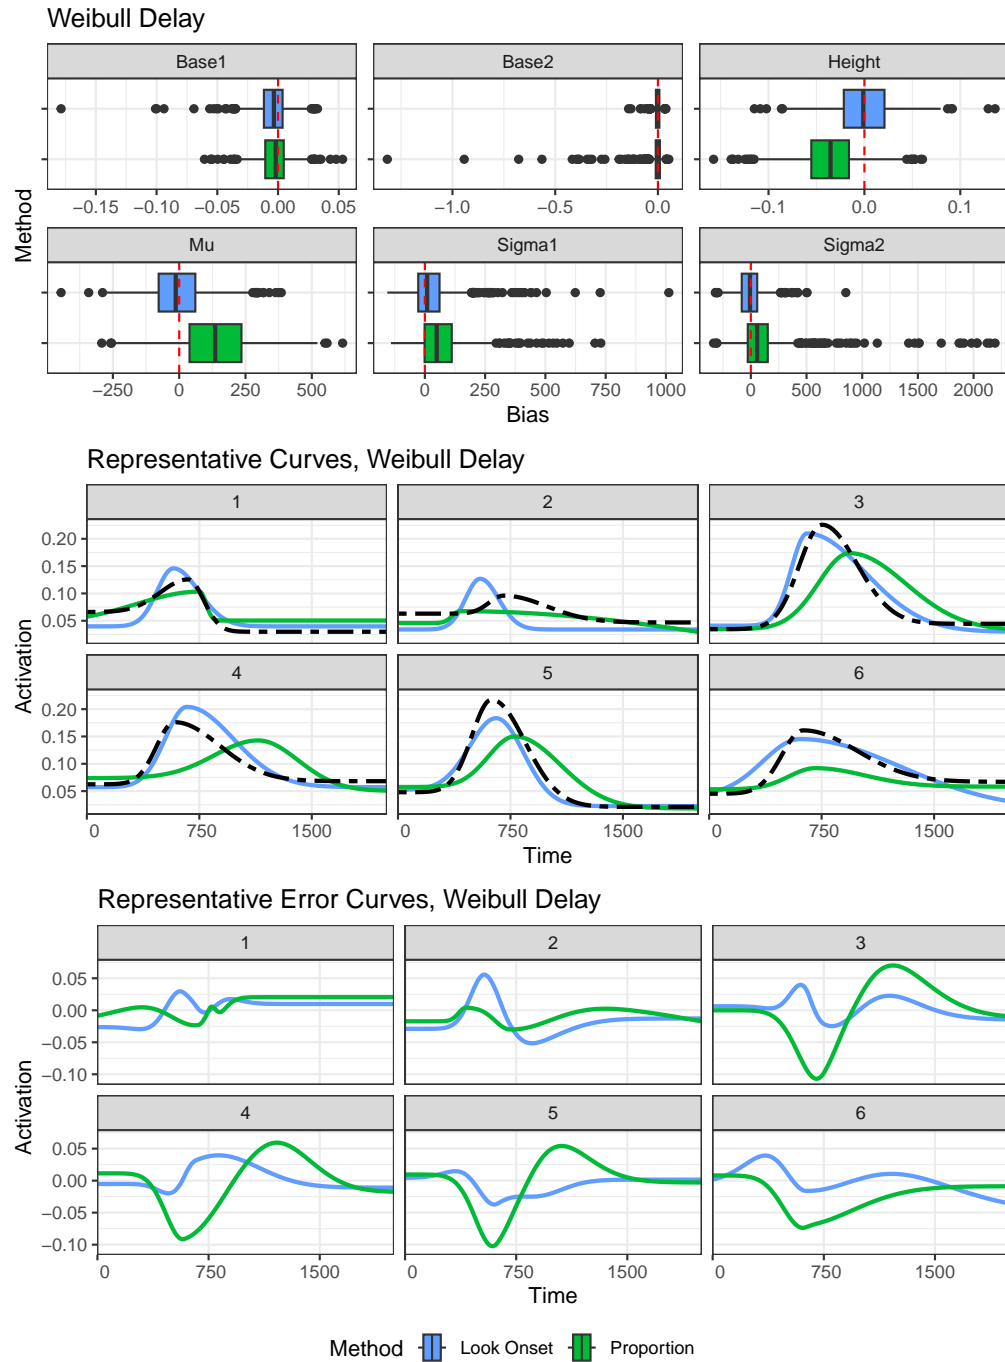 Weibull Delay
Base1 Base2 Height
−0.15 −0.10 −0.05 0.00 0.05 −1.0 −0.5 0.0 −0.1 0.0 0.1
Method
Mu Sigma1 Sigma2
−250 0 250 500 0 250 500 750 1000 0 500 1000 1500 2000
Bias
Representative Curves, Weibull Delay
1 2 3
0.20
0.15
0.10
0.05
Activation
4 5 6
0.20
0.15
0.10
0.05
0 750 1500 0 750 1500 0 750 1500
Time
Representative Error Curves, Weibull Delay
1 2 3
0.05
0.00
−0.05
−0.10
Activation
4 5 6
0.05
0.00
−0.05
−0.10
0 750 1500 0 750 1500 0 750 1500
Time
Method Look Onset Proportion